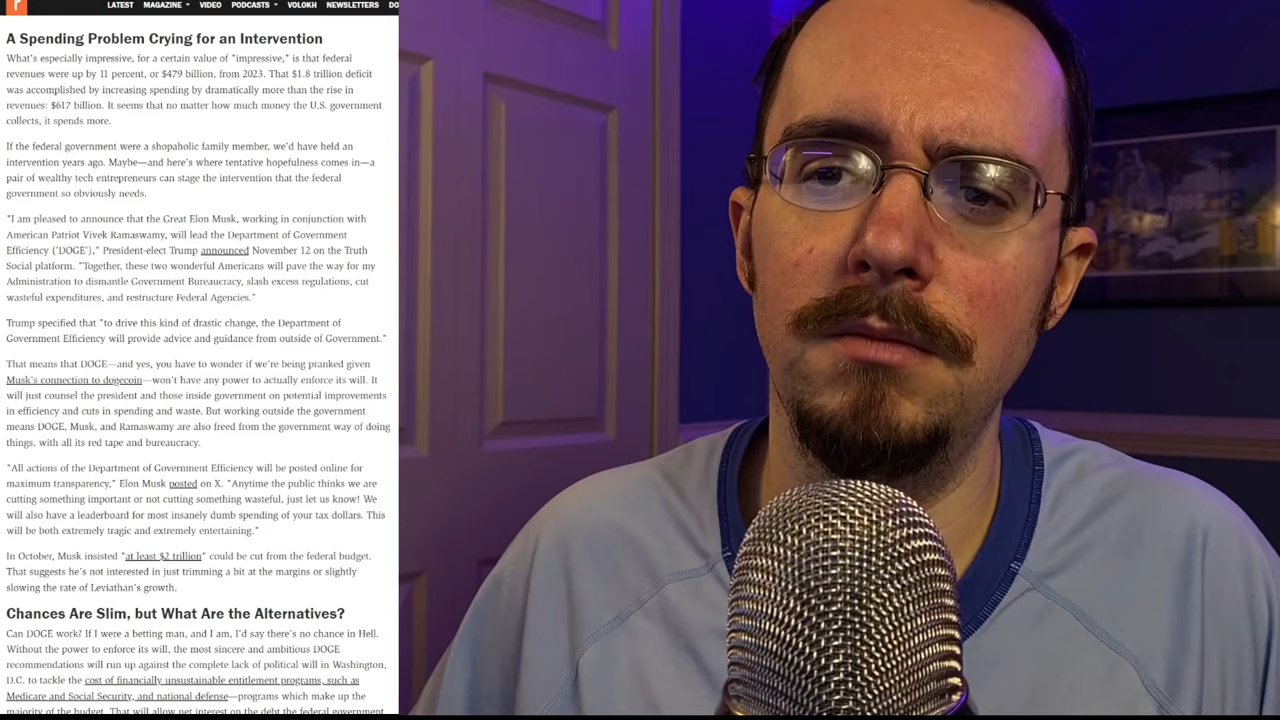 r
LATEST MAGAZINE VIDEO PODCASTS VOLOKH NEWSLETTERS DO
A Spending Problem Crying for an Intervention
What's especially impressive, for a certain value of "impressive," is that federal
revenues were up by 11 percent, or $479 billion, from 2023. That $1.8 trillion deficit
was accomplished by increasing spending by dramatically more than the rise in
revenues: $617 billion. It seems that no matter how much money the U.S. government
collects, it spends more.
If the federal government were a shopaholic family member, we'd have held an
intervention years ago. Maybe—and here's where tentative hopefulness comes in—a
pair of wealthy tech entrepreneurs can stage the intervention that the federal
government so obviously needs.
"I am pleased to announce that the Great Elon Musk, working in conjunction with
American Patriot Vivek Ramaswamy, will lead the Department of Government
Efficiency ('DOGE')," President-elect Trump announced November 12 on the Truth
Social platform. "Together, these two wonderful Americans will pave the way for my
Administration to dismantle Government Bureaucracy, slash excess regulations, cut
wasteful expenditures, and restructure Federal Agencies."
Trump specified that "to drive this kind of drastic change, the Department of
Government Efficiency will provide advice and guidance from outside of Government."
That means that DOGE—and yes, you have to wonder if we're being pranked given
Musk's connection to dogecoin—won't have any power to actually enforce its will. It
will just counsel the president and those inside government on potential improvements
in efficiency and cuts in spending and waste. But working outside the government
means DOGE, Musk, and Ramaswamy are also freed from the government way of doing
things, with all its red tape and bureaucracy.
"All actions of the Department of Government Efficiency will be posted online for
maximum transparency," Elon Musk posted on X. "Anytime the public thinks we are
cutting something important or not cutting something wasteful, just let us know! We
will also have a leaderboard for most insanely dumb spending of your tax dollars. This
will be both extremely tragic and extremely entertaining."
In October, Musk insisted "at least $2 trillion" could be cut from the federal budget.
That suggests he's not interested in just trimming a bit at the margins or slightly
slowing the rate of Leviathan's growth.
Chances Are Slim, but What Are the Alternatives?
Can DOGE work? If I were a betting man, and I am, I'd say there's no chance in Hell.
Without the power to enforce its will, the most sincere and ambitious DOGE
recommendations will run up against the complete lack of political will in Washington,
D.C. to tackle the cost of financially unsustainable entitlement programs, such as
Medicare and Social Security, and national defense—programs which make up the
majority of the budget. That will allow net interest on the debt the federal government